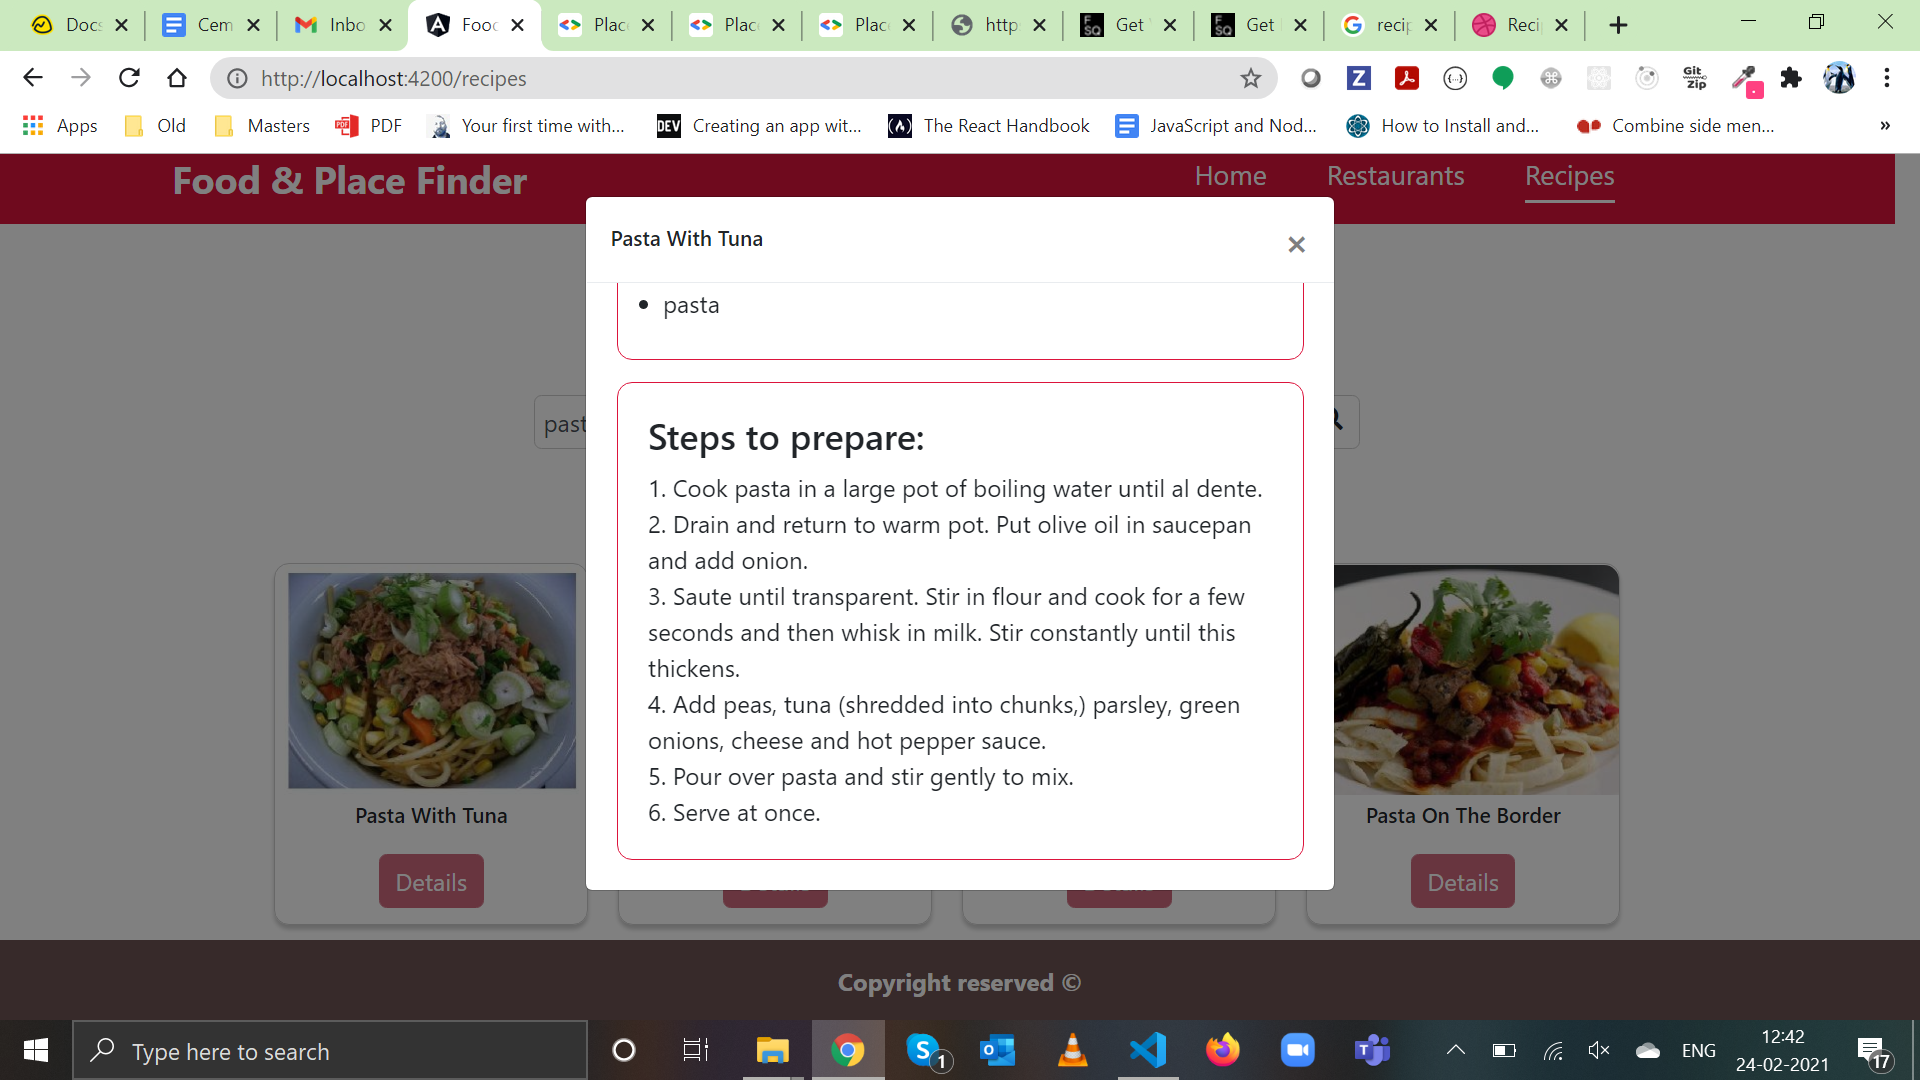 Docs
Cem
Inbo
Food
Place
Place
Place
http
Get
Get
recip
Reci
http://localhost:4200/recipes
Git
Zip
Apps
Old
Masters
PDF
Your first time with...
DEV
Creating an app wit...
The React Handbook
JavaScript and Nod...
How to Install and...
Combine side men...
»
Food & Place Finder
Home
Restaurants
Recipes
Pasta With Tuna
×
• pasta
past
Steps to prepare:
1. Cook pasta in a large pot of boiling water until al dente.
2. Drain and return to warm pot. Put olive oil in saucepan
and add onion.
3. Saute until transparent. Stir in flour and cook for a few
seconds and then whisk in milk. Stir constantly until this
thickens.
4. Add peas, tuna (shredded into chunks,) parsley, green
onions, cheese and hot pepper sauce.
5. Pour over pasta and stir gently to mix.
6. Serve at once.
Pasta With Tuna
Pasta On The Border
Details
Details
Copyright reserved ©
Type here to search
1
ENG
12:42
24-02-2021
17